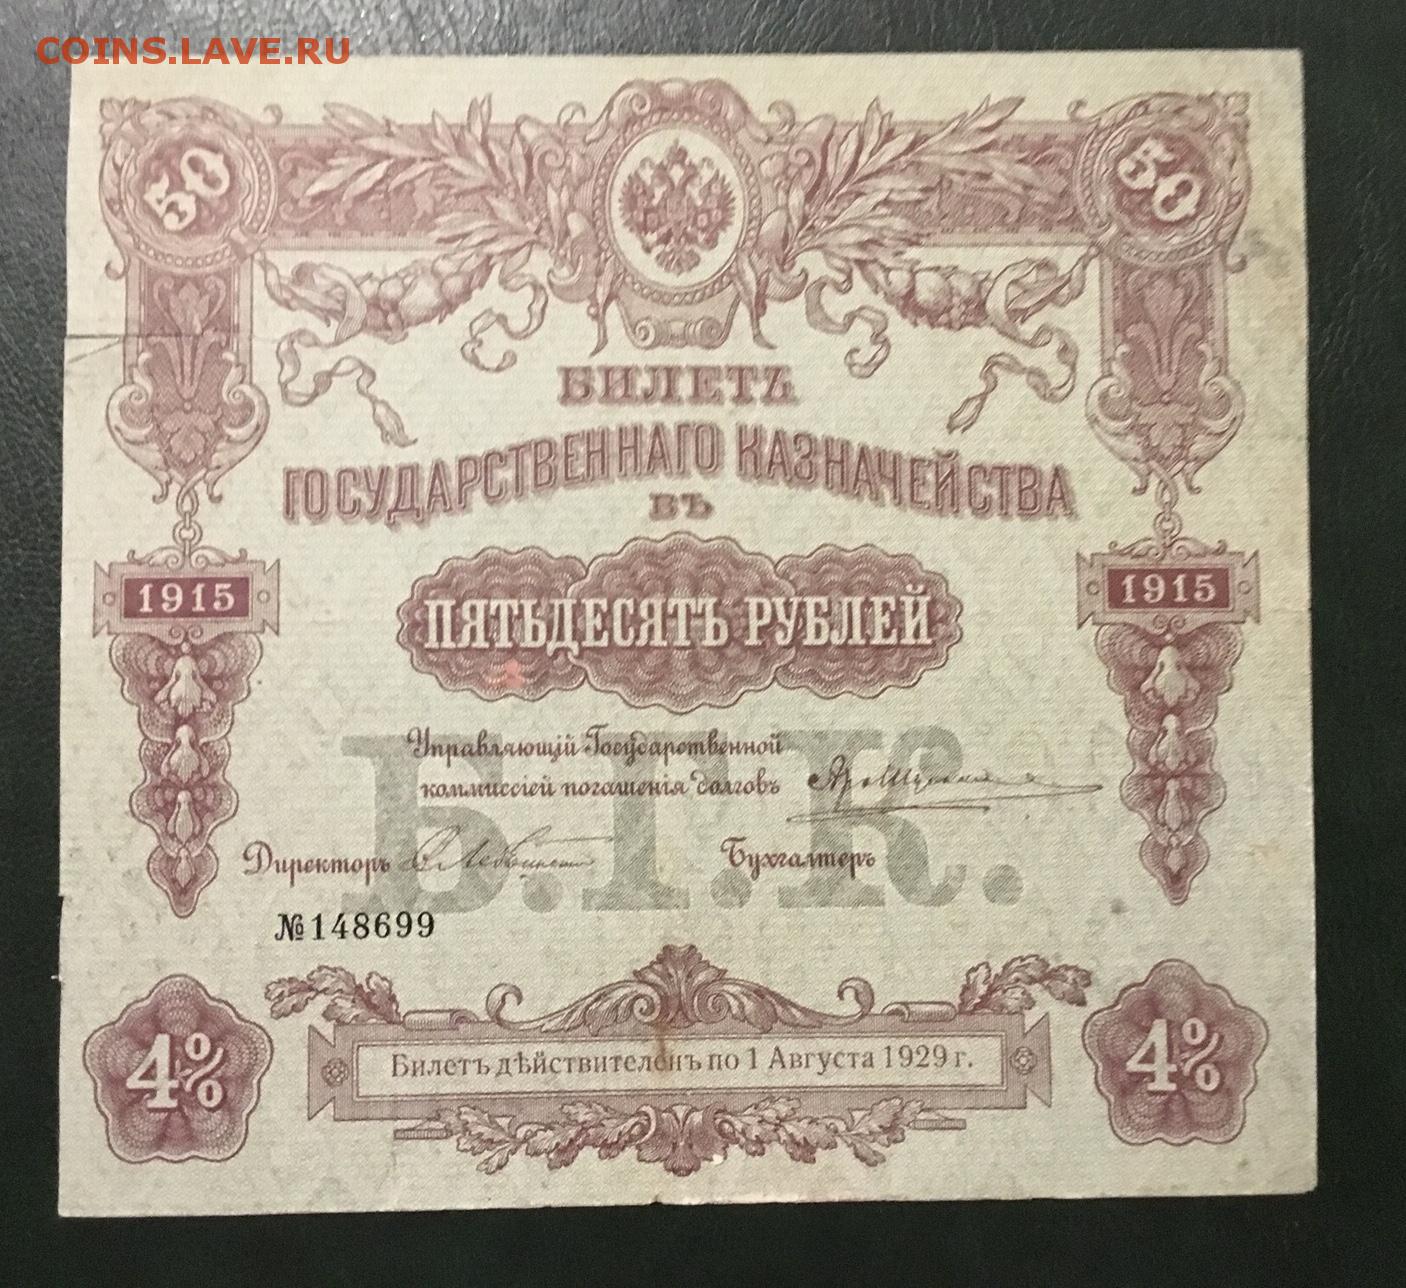 COINS.LAVE.RU
50 50
БИЛЕТЪ
ГОСУДАРСТВЕННАГО КАЗНАЧЕЙСТВА
ВЪ
1915 1915
ПЯТЬДЕСЯТЪ РУБЛЕЙ
Б.Г.К.
Управляющій Государственной
коммиссіей погашенія долговъ
Директоръ Бухгалтеръ
№148699
4% 4%
Билетъ дѣйствителенъ по 1 Августа 1929 г.